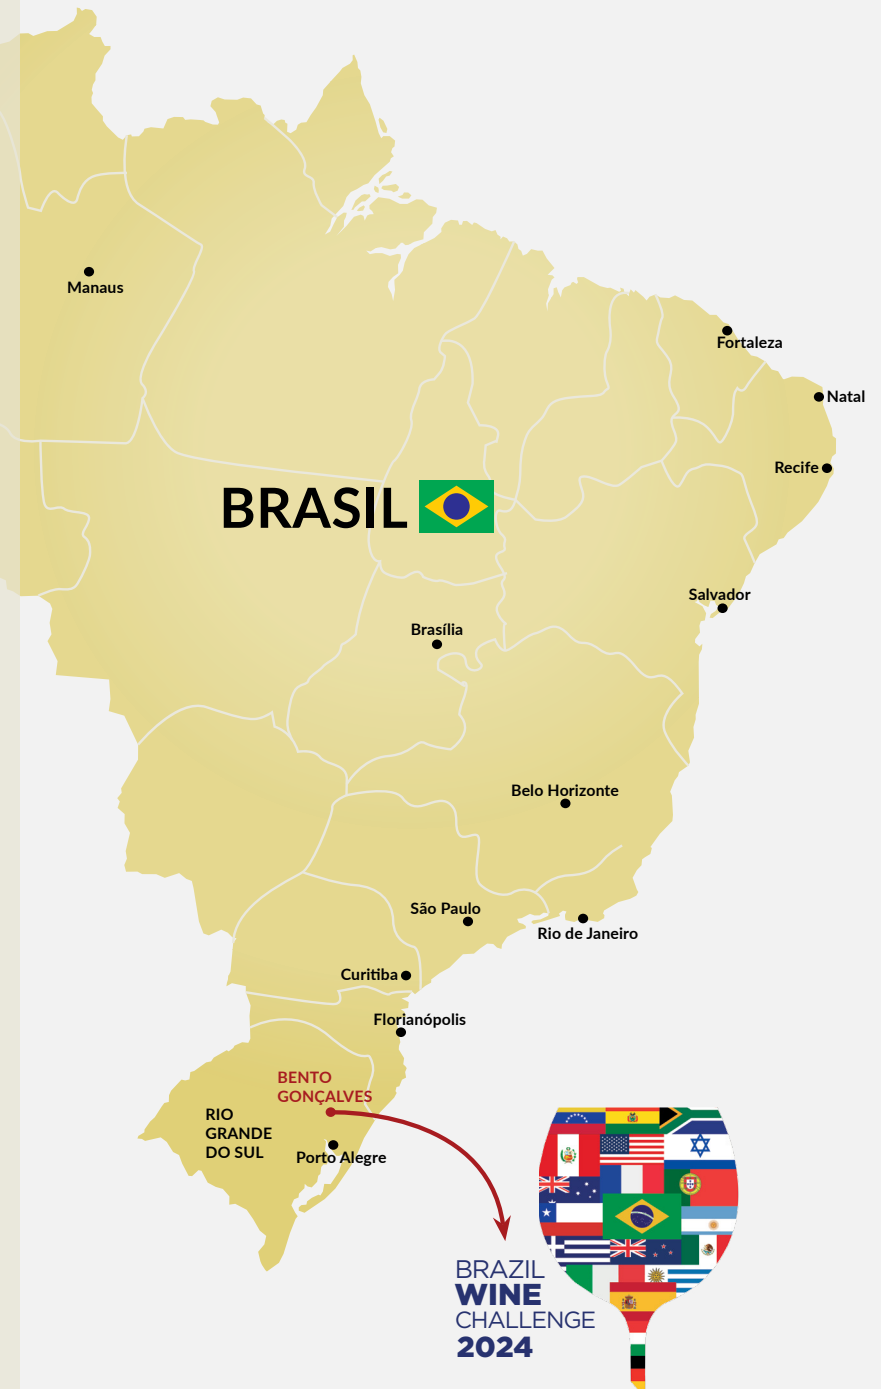 Manaus
Fortaleza
Natal
Recife
BRASIL
Salvador
Brasília
Belo Horizonte
São Paulo
Rio de Janeiro
Curitiba
Florianópolis
BENTO
GONÇALVES
RIO
GRANDE
DO SUL
Porto Alegre
BRAZIL
WINE
CHALLENGE
2024